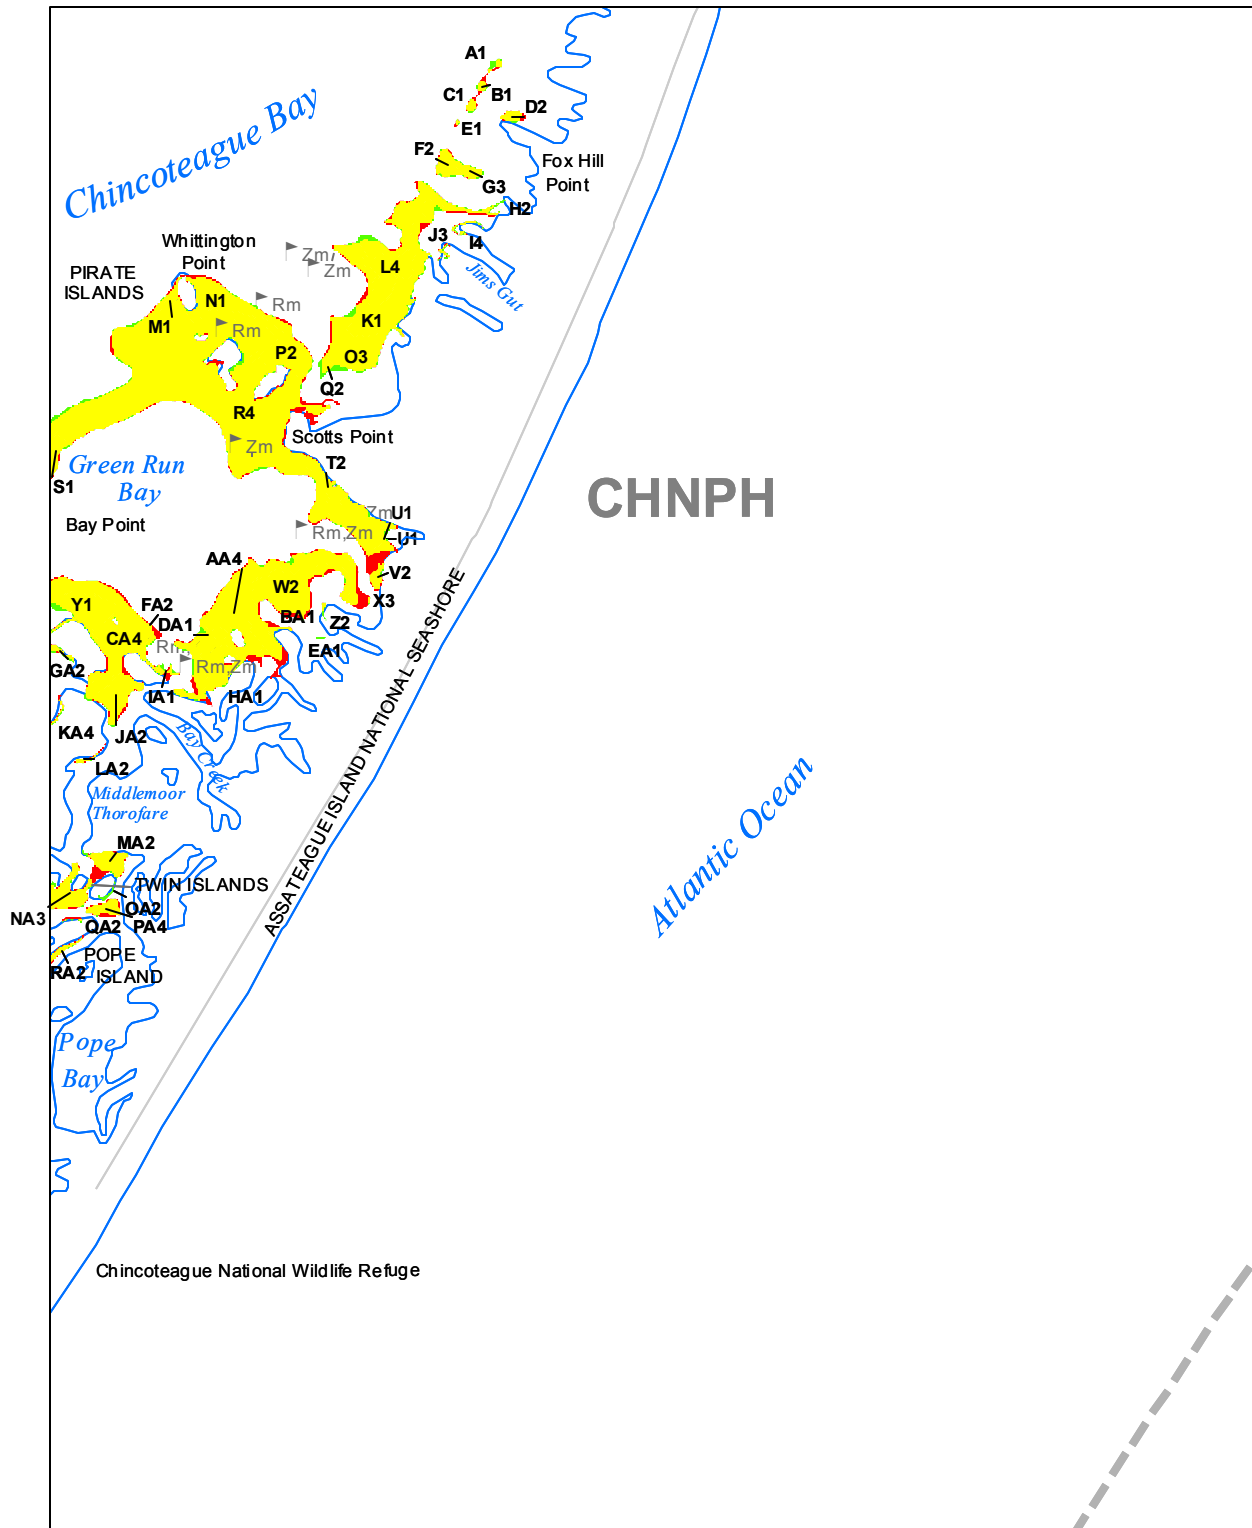 A1
C1
B1
D2
E1
F2
Fox Hill
Point
G3
H2
Chincoteague Bay
J3
I4
Whittington
Point
Zm
Zm
L4
PIRATE
ISLANDS
Jims Gut
N1
Rm
M1
Rm
K1
P2
O3
Q2
R4
Scotts Point
Zm
T2
Green Run
Bay
S1
CHNPH
Bay Point
Zm
U1
Rm,Zm
U1
AA4
V2
W2
X3
Y1
FA2
DA1
BA1
Z2
CA4
Rm
EA1
GA2
Rm,Zm
IA1
HA1
KA4
JA2
Bay Creek
LA2
Middlemoor
Thorofare
ASSATEAGUE ISLAND NATIONAL SEASHORE
Atlantic Ocean
MA2
TWIN ISLANDS
NA3
OA2
QA2
PA4
POPE
ISLAND
RA2
Pope
Bay
Chincoteague National Wildlife Refuge